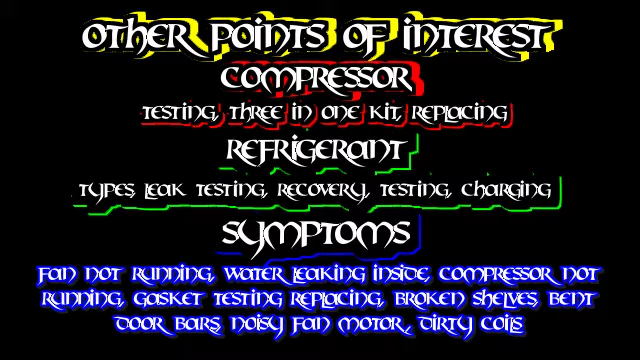 OTHER POINTS OF INTEREST
COMPRESSOR
TESTING, THREE IN ONE KIT, REPLACING
REFRIGERANT
TYPES, LEAK TESTING, RECOVERY, TESTING, CHARGING
SYMPTOMS
FAN NOT RUNNING, WATER LEAKING INSIDE, COMPRESSOR NOT
RUNNING, GASKET TESTING REPLACING, BROKEN SHELVES, BENT
DOOR BARS, NOISY FAN MOTOR, DIRTY COILS